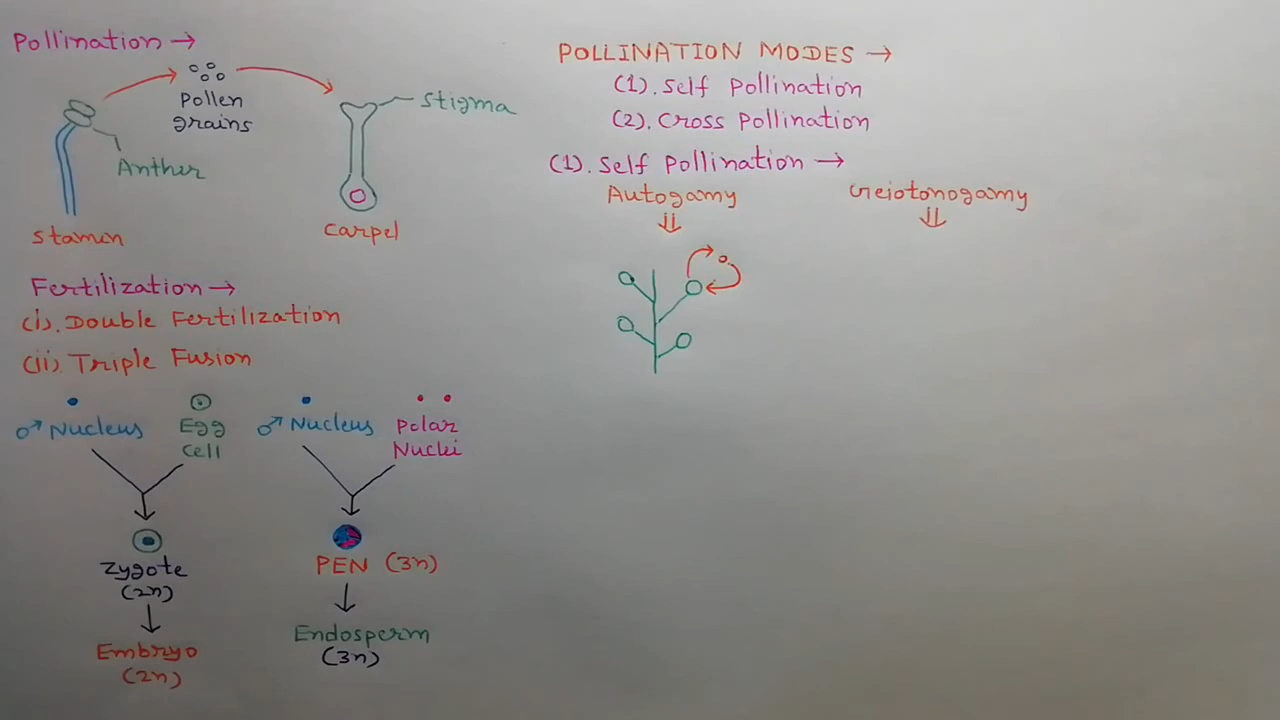 Pollination →
Pollen
grains
Anther
Stigma
Stamin
Carpel
Fertilization →
(i). Double Fertilization
(ii). Triple Fusion
♂ Nucleus
Egg
Cell
♂ Nucleus
Polar
Nuclei
Zygote
(2n)
Embryo
(2n)
PEN (3n)
Endosperm
(3n)
POLLINATION MODES →
(1). Self Pollination
(2). Cross Pollination
(1). Self Pollination →
Autogamy
Geiotonogamy